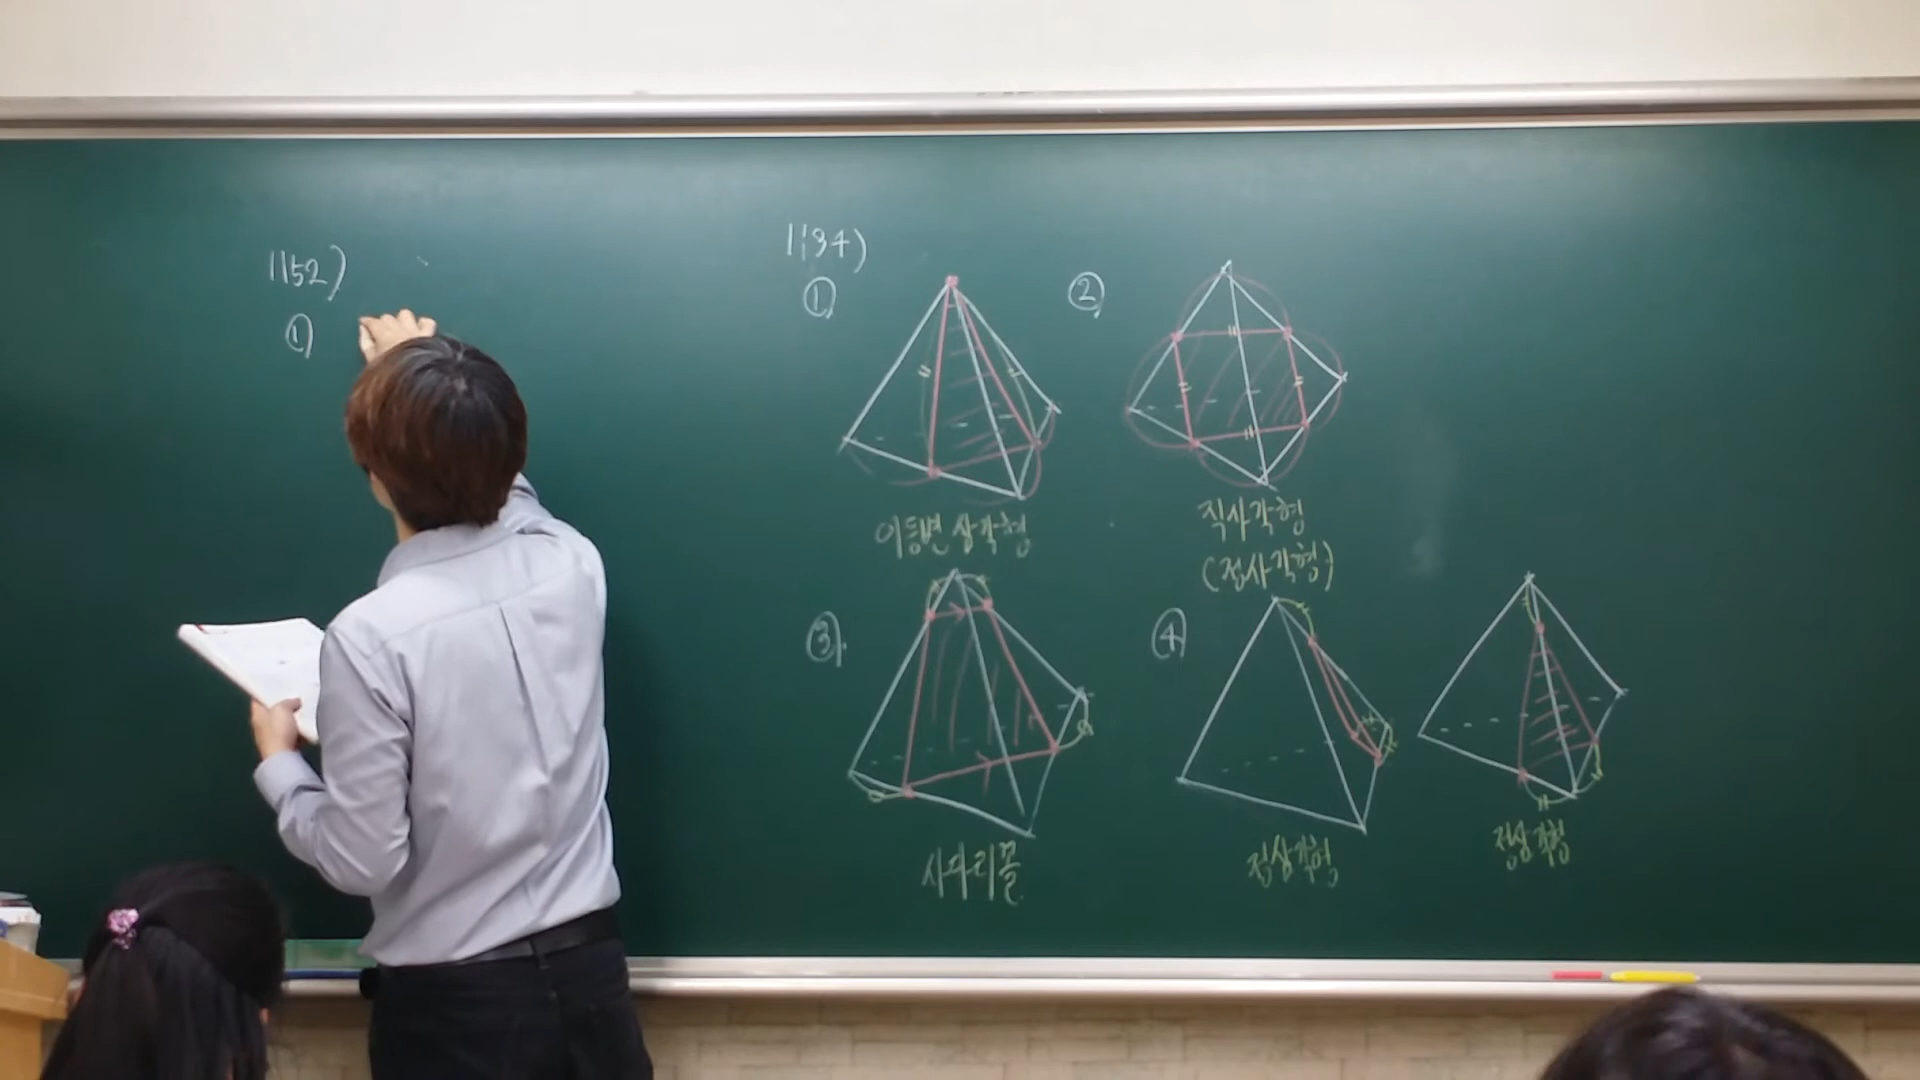 1152)
①
1134)
①
②
이등변 삼각형
직사각형
(정사각형)
③
④
사다리꼴
정삼각형
정삼각형